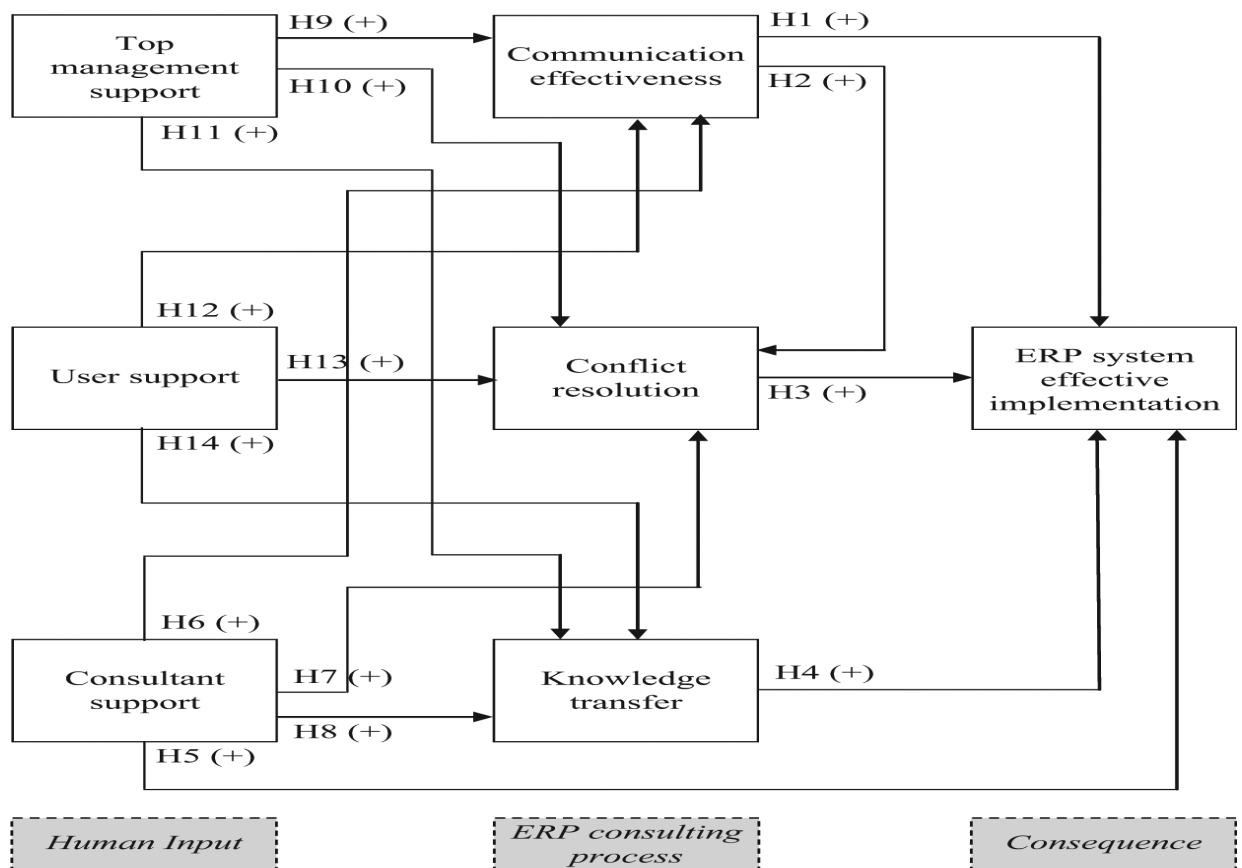 H9 (+)
H1 (+)
Top
management
support
Communication
effectiveness
H10 (+)
H2 (+)
H11 (+)
H12 (+)
User support
H13 (+)
Conflict
resolution
H3 (+)
ERP system
effective
implementation
H14 (+)
H6 (+)
Consultant
support
H7 (+)
Knowledge
transfer
H4 (+)
H8 (+)
H5 (+)
Human Input
ERP consulting
process
Consequence